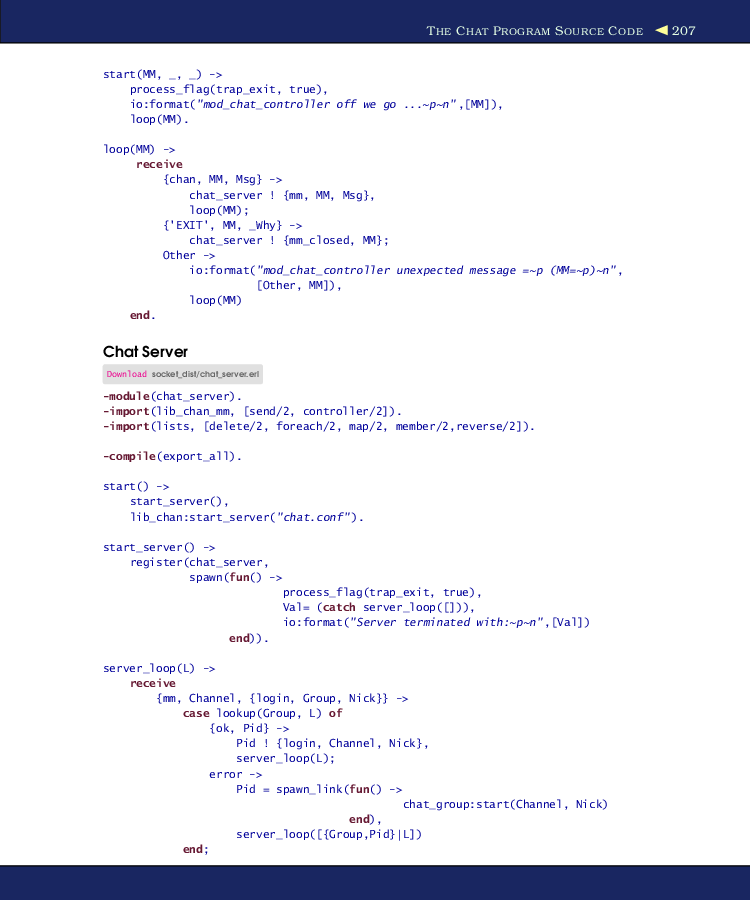 THE CHAT PROGRAM SOURCE CODE ◀ 207
start(MM, _, _) ->
    process_flag(trap_exit, true),
    io:format("mod_chat_controller off we go ...~p~n",[MM]),
    loop(MM).
loop(MM) ->
     receive
         {chan, MM, Msg} ->
             chat_server ! {mm, MM, Msg},
             loop(MM);
         {'EXIT', MM, _Why} ->
             chat_server ! {mm_closed, MM};
         Other ->
             io:format("mod_chat_controller unexpected message =~p (MM=~p)~n",
                       [Other, MM]),
             loop(MM)
    end.
Chat Server
Download socket_dist/chat_server.erl
-module(chat_server).
-import(lib_chan_mm, [send/2, controller/2]).
-import(lists, [delete/2, foreach/2, map/2, member/2,reverse/2]).
-compile(export_all).
start() ->
    start_server(),
    lib_chan:start_server("chat.conf").
start_server() ->
    register(chat_server,
             spawn(fun() ->
                           process_flag(trap_exit, true),
                           Val= (catch server_loop([])),
                           io:format("Server terminated with:~p~n",[Val])
                   end)).
server_loop(L) ->
    receive
        {mm, Channel, {login, Group, Nick}} ->
            case lookup(Group, L) of
                {ok, Pid} ->
                    Pid ! {login, Channel, Nick},
                    server_loop(L);
                error ->
                    Pid = spawn_link(fun() ->
                                             chat_group:start(Channel, Nick)
                                     end),
                    server_loop([{Group,Pid}|L])
            end;